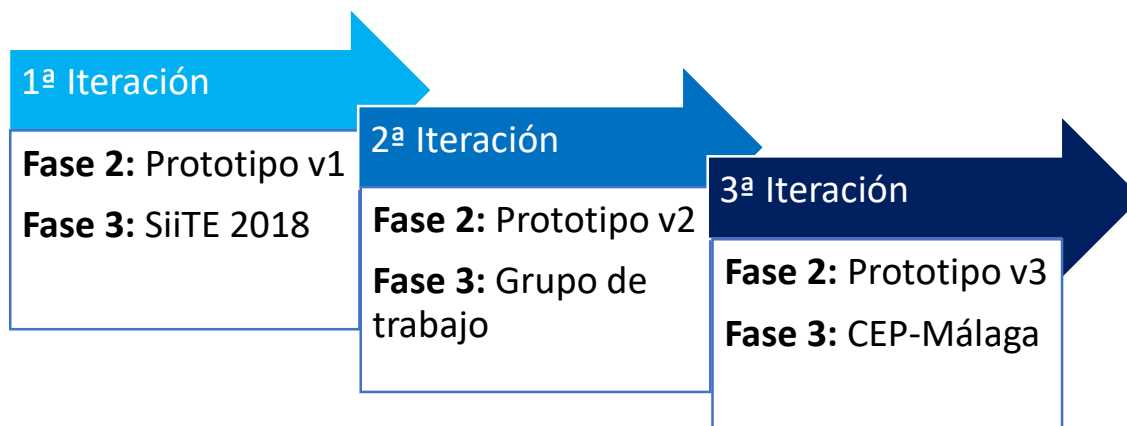 1ª Iteración
Fase 2: Prototipo v1
Fase 3: SiiTE 2018
2ª Iteración
Fase 2: Prototipo v2
Fase 3: Grupo de
trabajo
3ª Iteración
Fase 2: Prototipo v3
Fase 3: CEP-Málaga